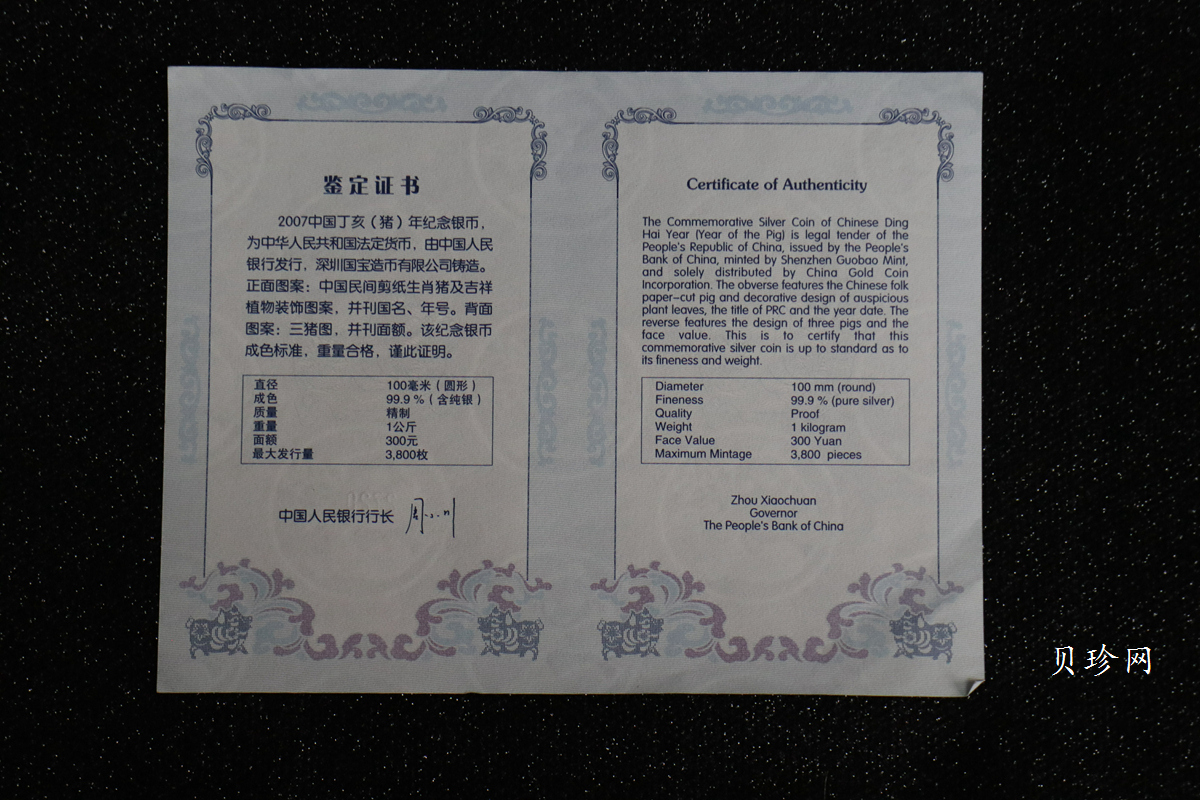 鉴定证书
2007中国丁亥（猪）年纪念银币，
为中华人民共和国法定货币，由中国人民
银行发行，深圳国宝造币有限公司铸造。
正面图案：中国民间剪纸生肖猪及吉祥
植物装饰图案，并刊国名、年号。背面
图案：三猪图，并刊面额。该纪念银币
成色标准，重量合格，谨此证明。
直径 100毫米（圆形）
成色 99.9％（含纯银）
质量 精制
重量 1公斤
面额 300元
最大发行量 3,800枚
中国人民银行行长
Certificate of Authenticity
The Commemorative Silver Coin of Chinese Ding
Hai Year (Year of the Pig) is legal tender of the
People's Republic of China, issued by the People's
Bank of China, minted by Shenzhen Guobao Mint,
and solely distributed by China Gold Coin
Incorporation. The obverse features the Chinese folk
paper-cut pig and decorative design of auspicious
plant leaves, the title of PRC and the year date. The
reverse features the design of three pigs and the
face value. This is to certify that this
commemorative silver coin is up to standard as to
its fineness and weight.
Diameter 100 mm (round)
Fineness 99.9 % (pure silver)
Quality Proof
Weight 1 kilogram
Face Value 300 Yuan
Maximum Mintage 3,800 pieces
Zhou Xiaochuan
Governor
The People's Bank of China
贝珍网